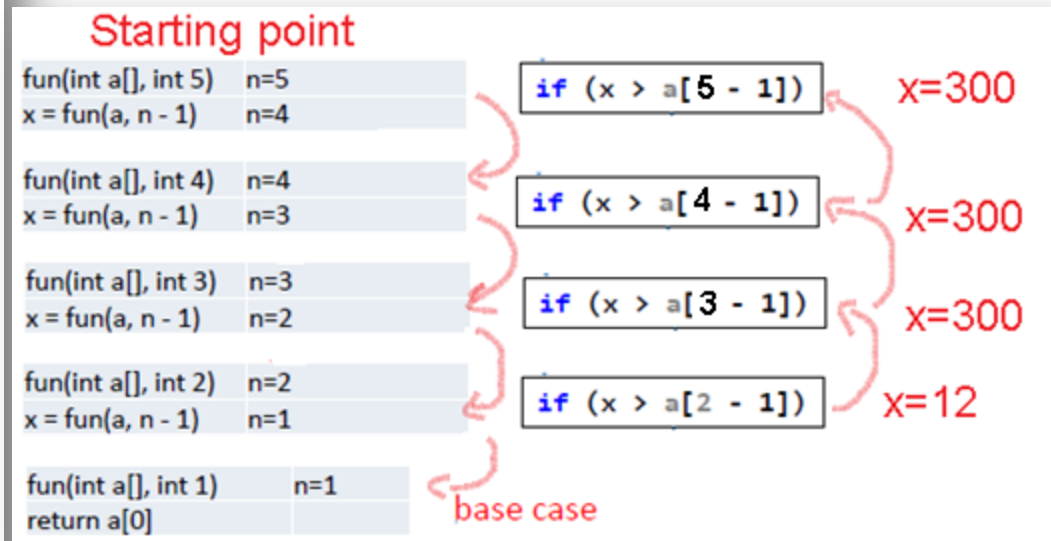 Starting point
fun(int a[], int 5) n=5
x = fun(a, n - 1) n=4
if (x > a[5 - 1])
x=300
fun(int a[], int 4) n=4
x = fun(a, n - 1) n=3
if (x > a[4 - 1])
x=300
fun(int a[], int 3) n=3
x = fun(a, n - 1) n=2
if (x > a[3 - 1])
x=300
fun(int a[], int 2) n=2
x = fun(a, n - 1) n=1
if (x > a[2 - 1])
x=12
fun(int a[], int 1) n=1
return a[0]
base case